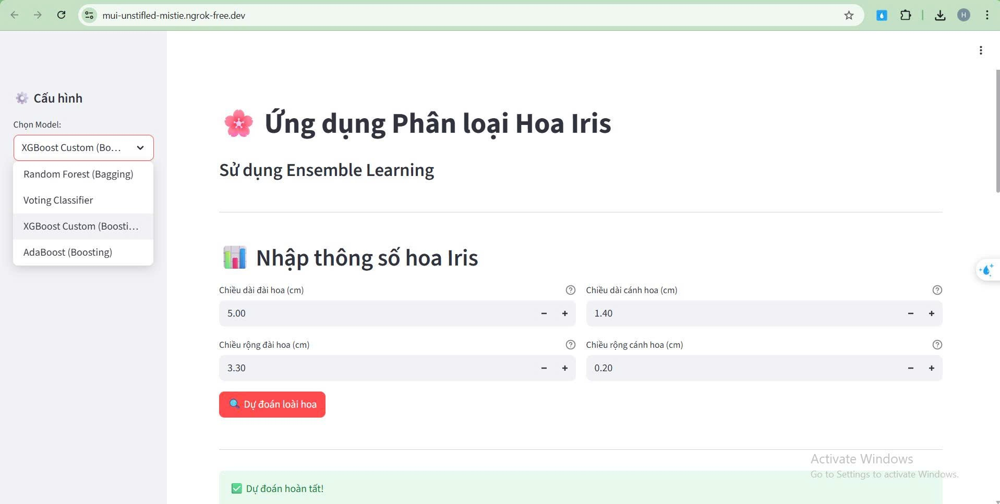 mui-unstifled-mistie.ngrok-free.dev
H
Cấu hình
Chọn Model:
XGBoost Custom (Bo...
Random Forest (Bagging)
Voting Classifier
XGBoost Custom (Boosti...
AdaBoost (Boosting)
Ứng dụng Phân loại Hoa Iris
Sử dụng Ensemble Learning
Nhập thông số hoa Iris
Chiều dài đài hoa (cm)
5.00
Chiều dài cánh hoa (cm)
1.40
Chiều rộng đài hoa (cm)
3.30
Chiều rộng cánh hoa (cm)
0.20
Dự đoán loài hoa
Activate Windows
Go to Settings to activate Windows.
Dự đoán hoàn tất!